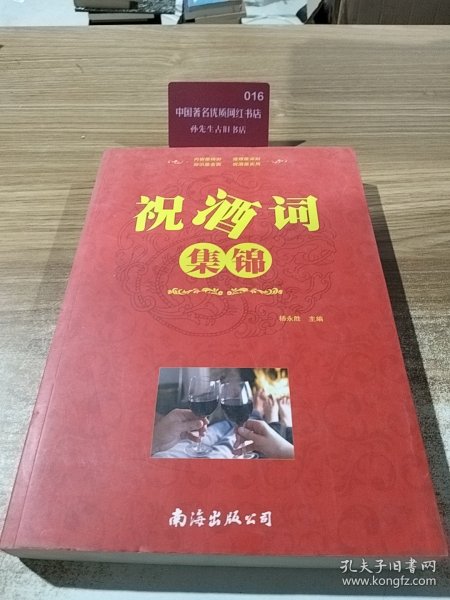 016
中国著名优质网红书店
孙先生古旧书店
祝酒词
集锦
杨永胜 主编
南海出版公司
孔夫子旧书网
www.kongfz.com